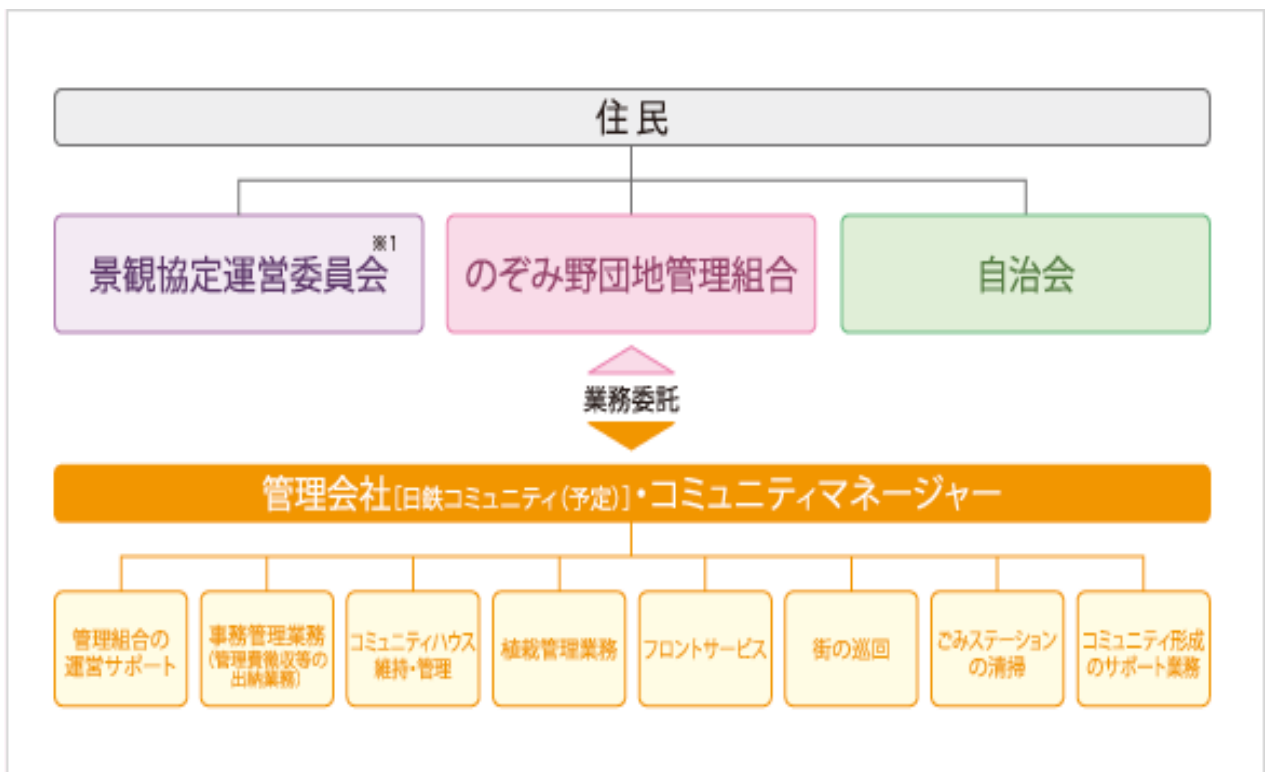 住民
景観協定運営委員会※1
のぞみ野団地管理組合
自治会
業務委託
管理会社[日鉄コミュニティ(予定)]・コミュニティマネージャー
管理組合の
運営サポート
事務管理業務
(管理費徴収等の
出納業務)
コミュニティハウス
維持・管理
植栽管理業務
フロントサービス
街の巡回
ごみステーション
の清掃
コミュニティ形成
のサポート業務